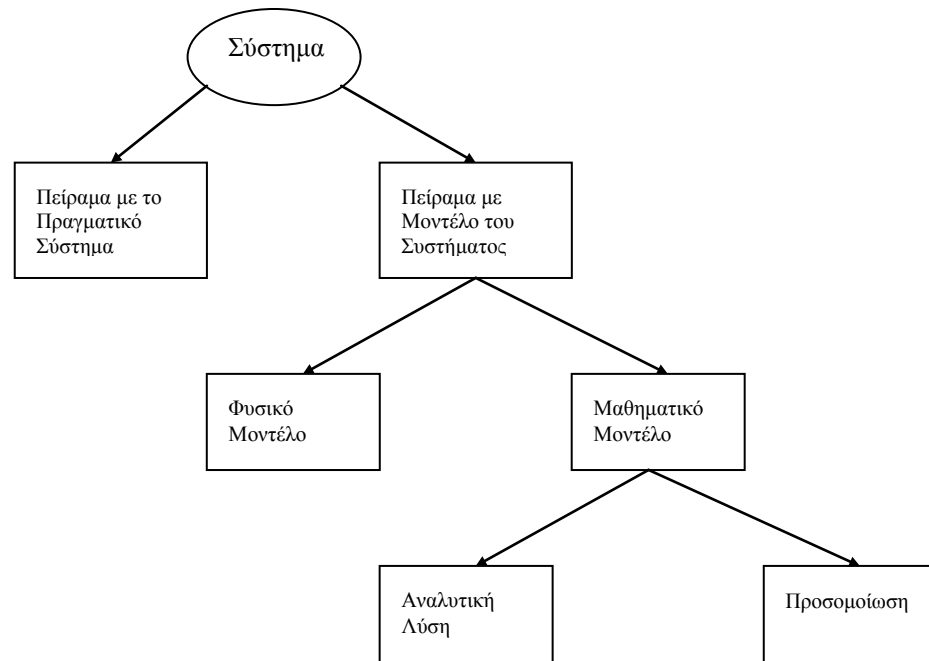 Σύστημα
Πείραμα με το
Πραγματικό
Σύστημα
Πείραμα με
Μοντέλο του
Συστήματος
Φυσικό
Μοντέλο
Μαθηματικό
Μοντέλο
Αναλυτική
Λύση
Προσομοίωση